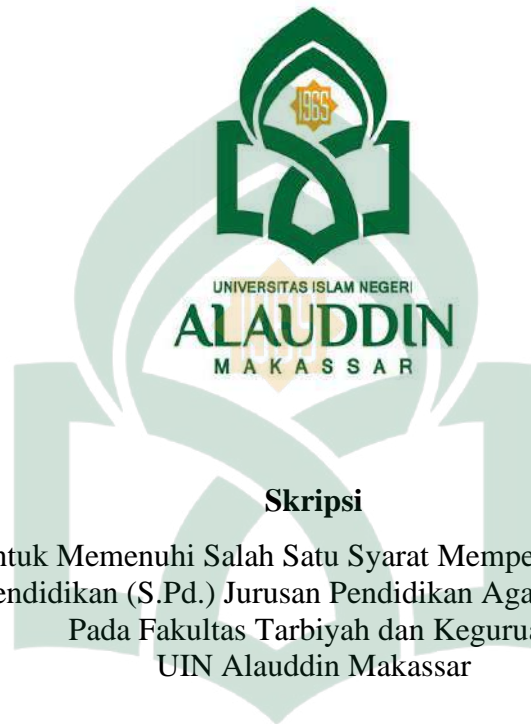 1965
UNIVERSITAS ISLAM NEGERI
ALAUDDIN
MAKASSAR
Skripsi
ntuk Memenuhi Salah Satu Syarat Mempe
endidikan (S.Pd.) Jurusan Pendidikan Aga
Pada Fakultas Tarbiyah dan Kegurua
UIN Alauddin Makassar